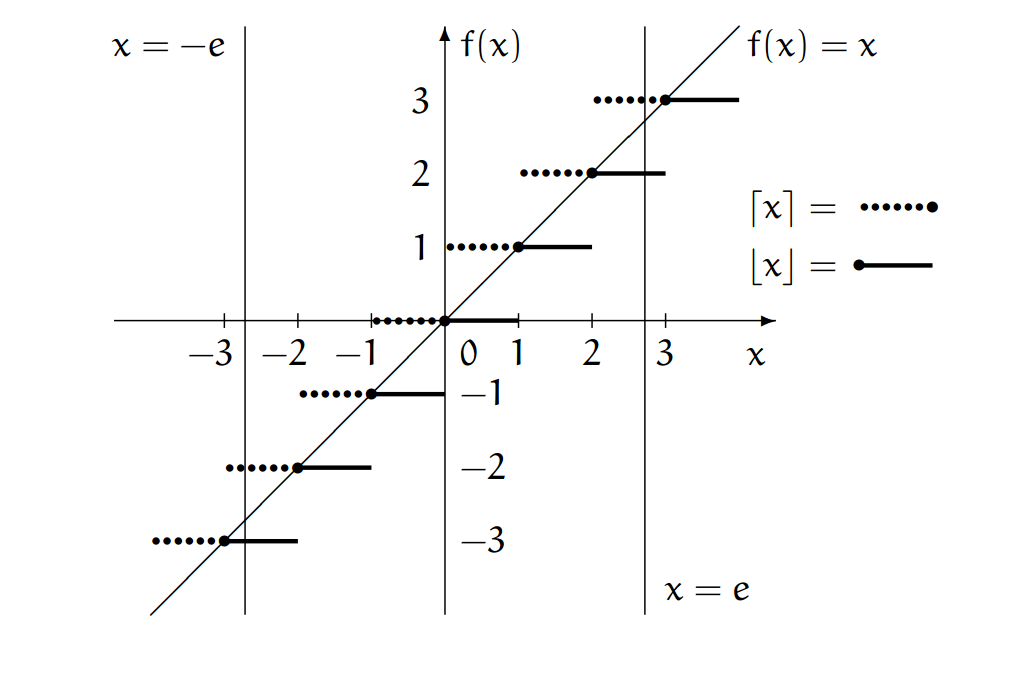 x = −e
f(x)
f(x) = x
3
2
⌈x⌉ =
1
⌊x⌋ =
−3 −2 −1 0 1 2 3 x
−1
−2
−3
x = e